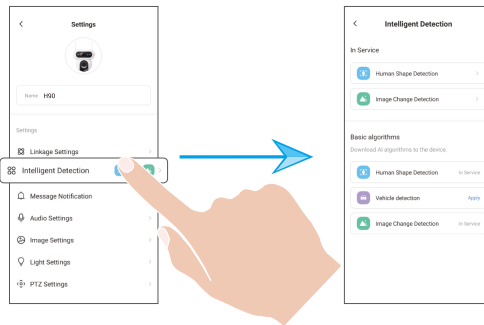 Settings
Name H90
Settings
Linkage Settings
Intelligent Detection
Message Notification
Audio Settings
Image Settings
Light Settings
PTZ Settings
Intelligent Detection
In Service
Human Shape Detection
Image Change Detection
Basic algorithms
Download AI algorithms to the device.
Human Shape Detection In Service
Vehicle detection Apply
Image Change Detection In Service